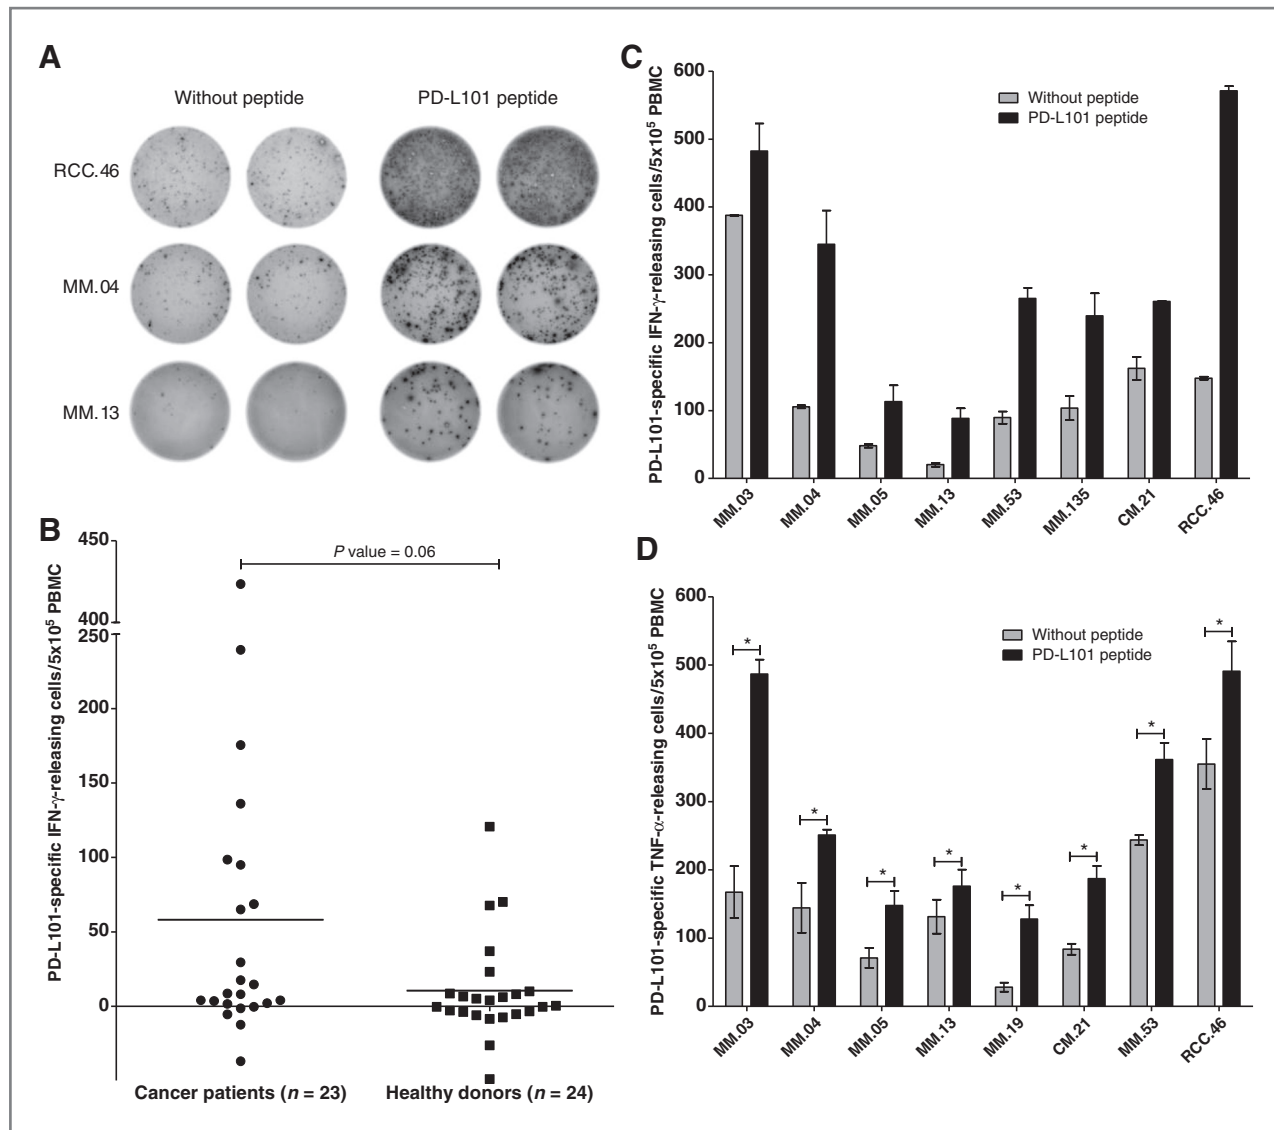 A
Without peptide
PD-L101 peptide
RCC.46
MM.04
MM.13
B
PD-L101-specific IFN-γ-releasing cells/5x10⁵ PBMC
450
400
250
200
150
100
50
0
P value = 0.06
Cancer patients (n = 23)
Healthy donors (n = 24)
C
PD-L101-specific IFN-γ-releasing cells/5x10⁵ PBMC
600
500
400
300
200
100
0
Without peptide
PD-L101 peptide
MM.03
MM.04
MM.05
MM.13
MM.53
MM.135
CM.21
RCC.46
D
PD-L101-specific TNF-α-releasing cells/5x10⁵ PBMC
600
500
400
300
200
100
0
Without peptide
PD-L101 peptide
*
*
*
*
*
*
*
*
MM.03
MM.04
MM.05
MM.13
MM.19
CM.21
MM.53
RCC.46